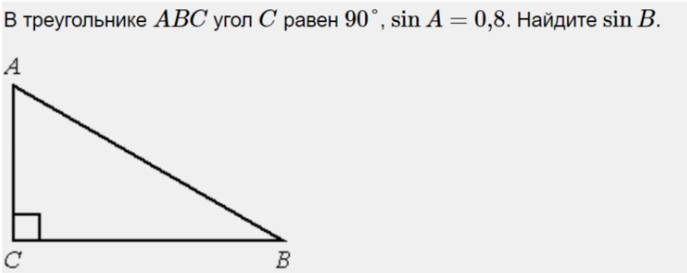 В треугольнике ABC угол C равен 90°, sin A = 0,8. Найдите sin B.
A
C B